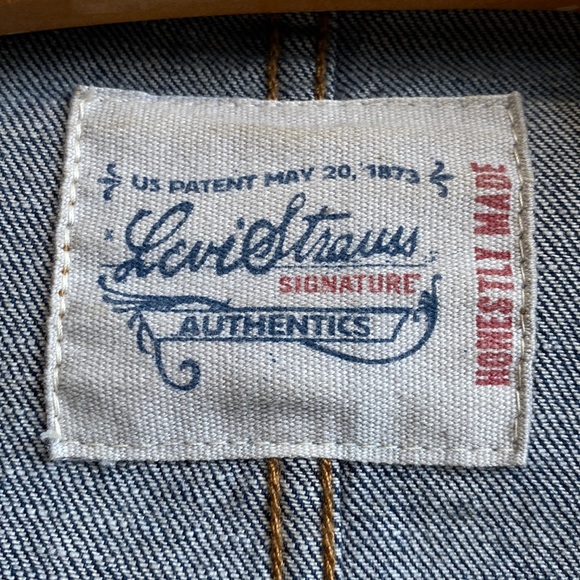 US PATENT MAY 20, 1873
Levi Strauss
SIGNATURE
AUTHENTICS
HONESTLY MADE